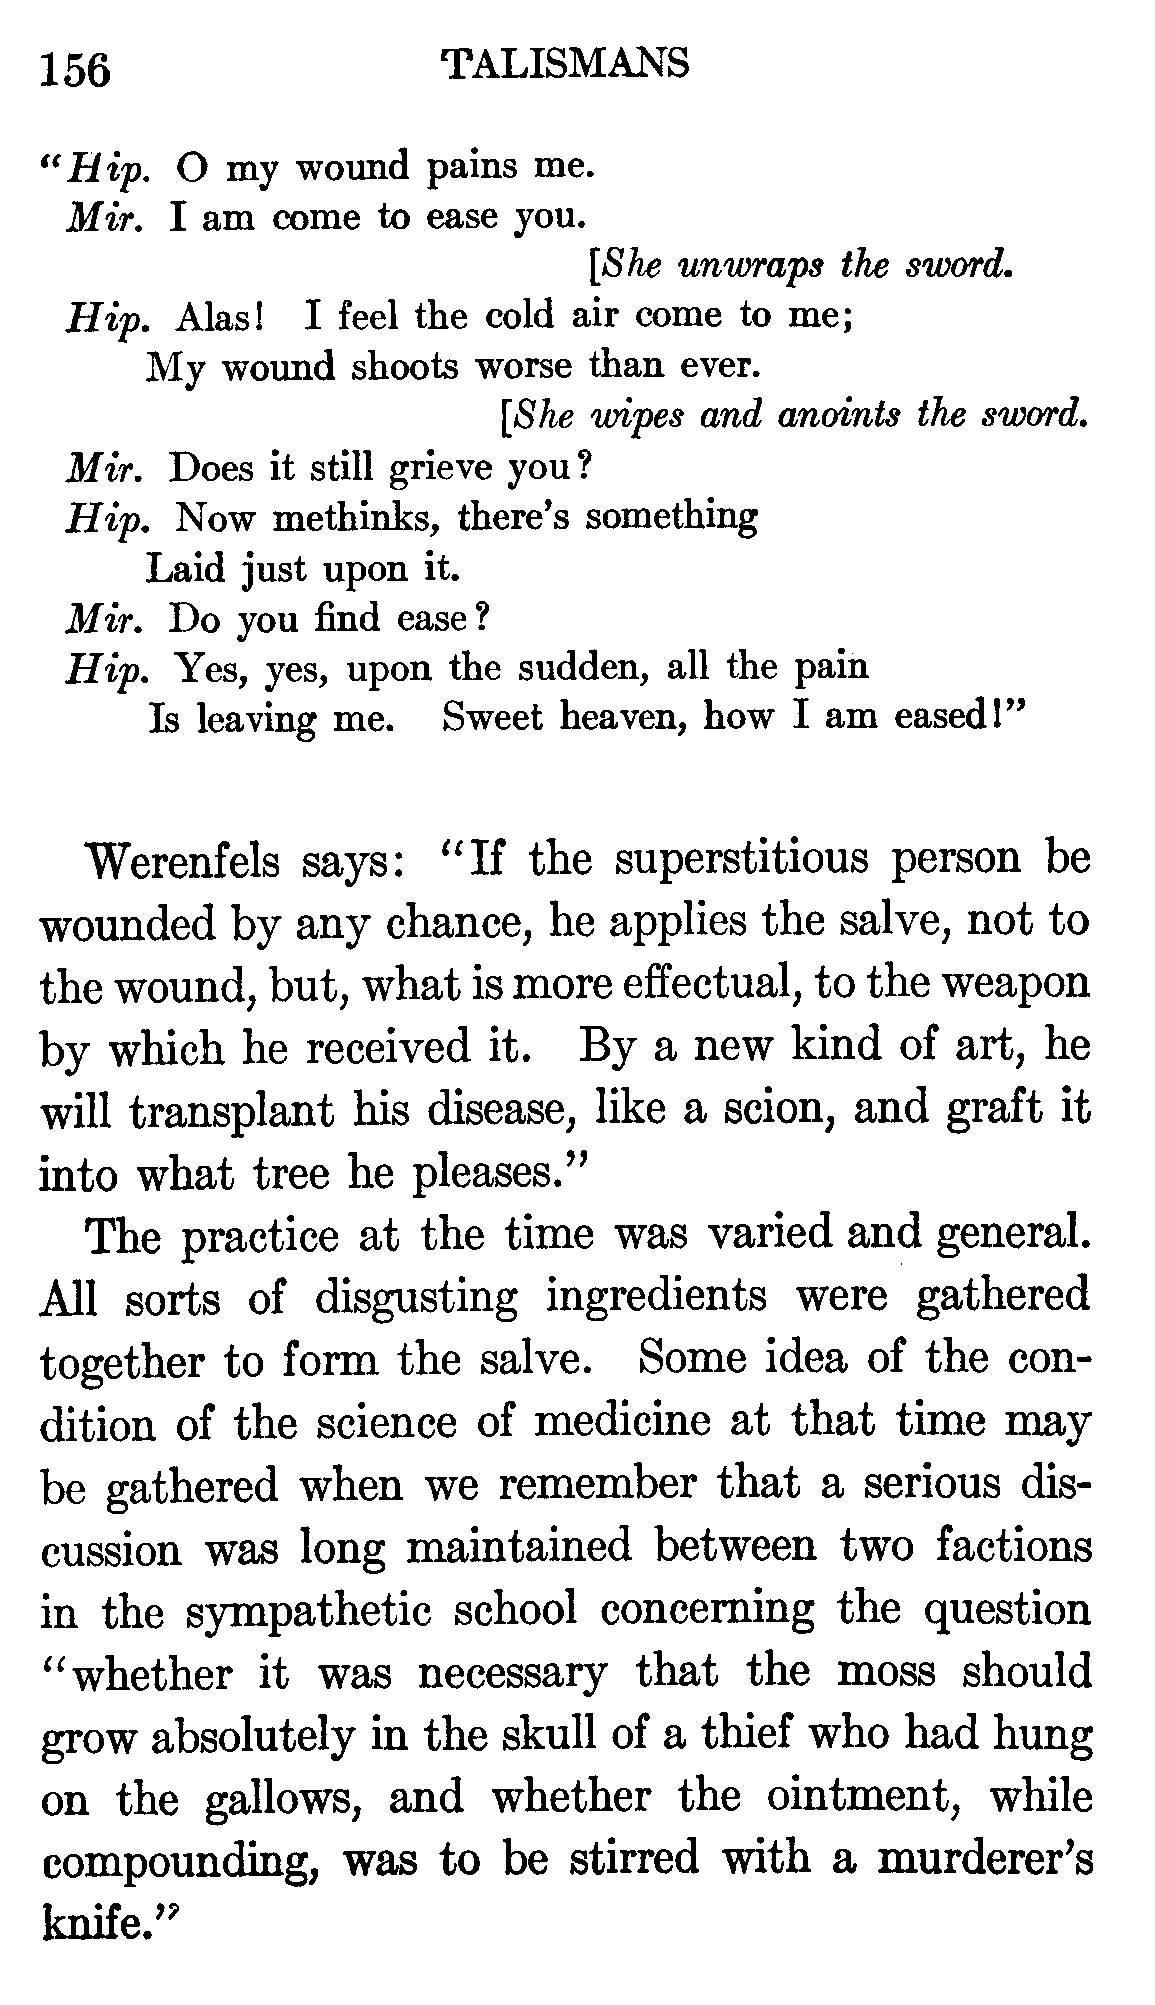 156 TALISMANS
“Hip. O my wound pains me.
Mir. I am come to ease you.
[She unwraps the sword.
Hip. Alas! I feel the cold air come to me;
My wound shoots worse than ever.
[She wipes and anoints the sword.
Mir. Does it still grieve you?
Hip. Now methinks, there’s something
Laid just upon it.
Mir. Do you find ease?
Hip. Yes, yes, upon the sudden, all the pain
Is leaving me. Sweet heaven, how I am eased!”
Werenfels says: “If the superstitious person be
wounded by any chance, he applies the salve, not to
the wound, but, what is more effectual, to the weapon
by which he received it. By a new kind of art, he
will transplant his disease, like a scion, and graft it
into what tree he pleases.”
The practice at the time was varied and general.
All sorts of disgusting ingredients were gathered
together to form the salve. Some idea of the con-
dition of the science of medicine at that time may
be gathered when we remember that a serious dis-
cussion was long maintained between two factions
in the sympathetic school concerning the question
“whether it was necessary that the moss should
grow absolutely in the skull of a thief who had hung
on the gallows, and whether the ointment, while
compounding, was to be stirred with a murderer’s
knife.”